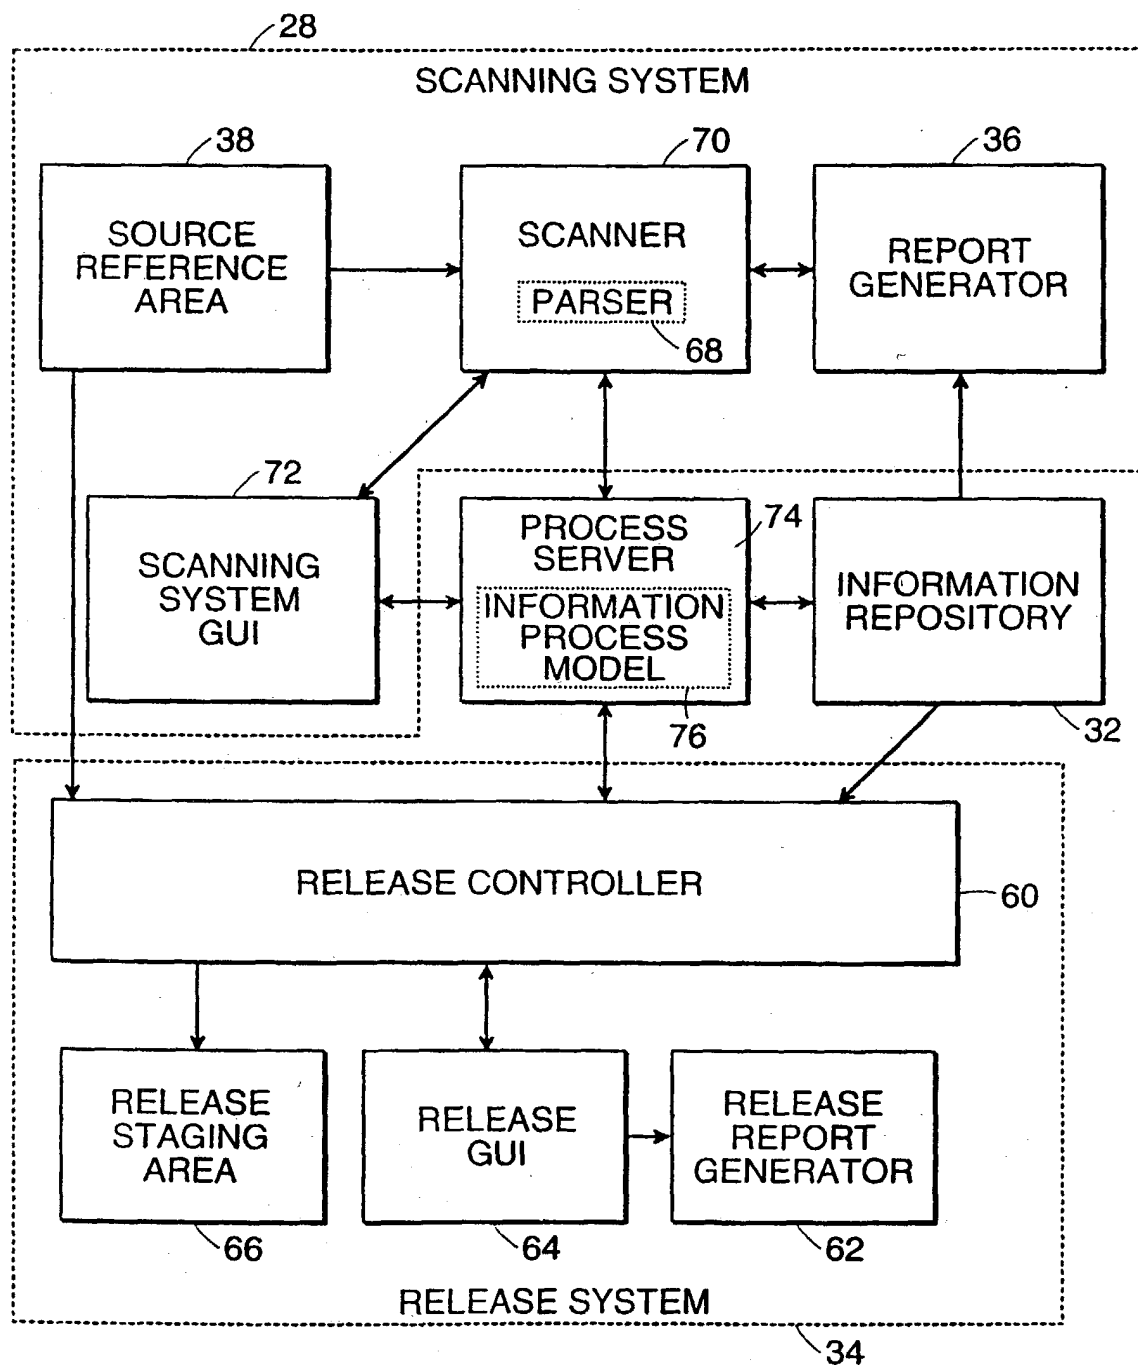 28
SCANNING SYSTEM
38
70
36
SOURCE
REFERENCE
AREA
SCANNER
PARSER
68
REPORT
GENERATOR
72
SCANNING
SYSTEM
GUI
PROCESS
SERVER
74
INFORMATION
PROCESS
MODEL
76
INFORMATION
REPOSITORY
32
RELEASE CONTROLLER
60
RELEASE
STAGING
AREA
66
RELEASE
GUI
64
RELEASE
REPORT
GENERATOR
62
RELEASE SYSTEM
34